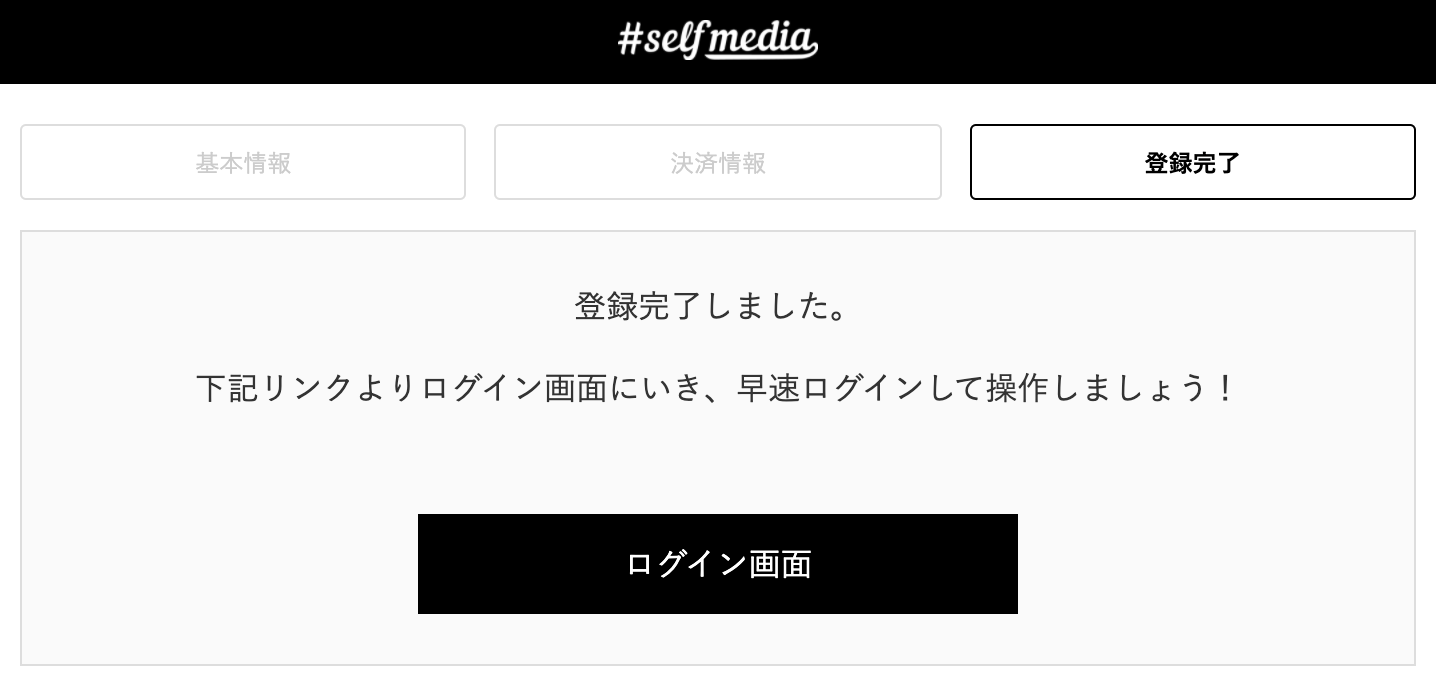 #selfmedia
基本情報
決済情報
登録完了
登録完了しました。
下記リンクよりログイン画面にいき、早速ログインして操作しましょう！
ログイン画面